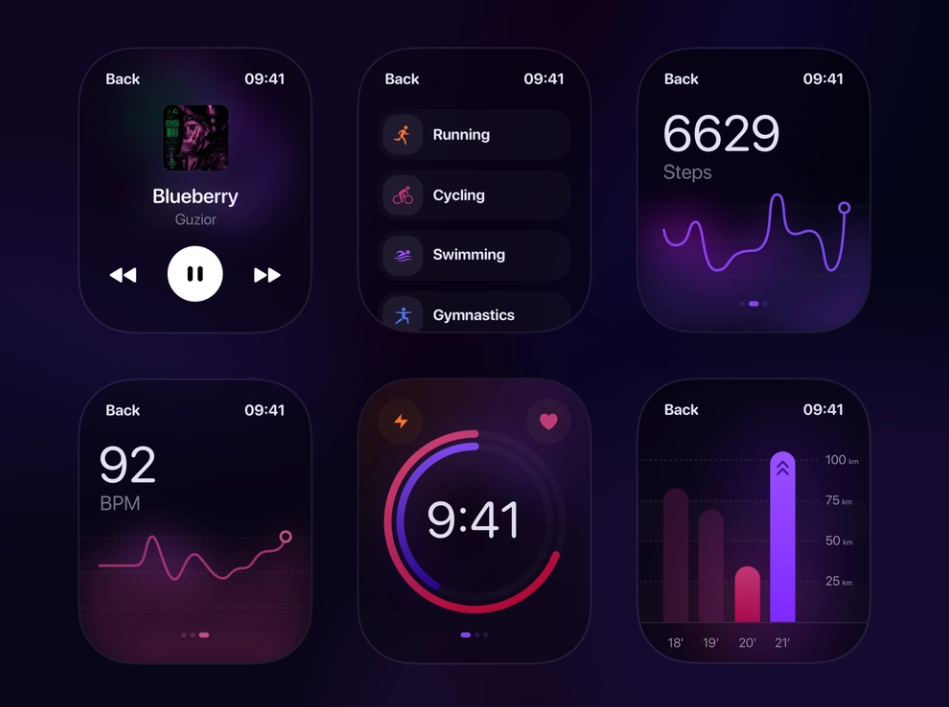 Back 09:41
Blueberry
Guzior
Back 09:41
Running
Cycling
Swimming
Gymnastics
Back 09:41
6629
Steps
Back 09:41
92
BPM
9:41
Back 09:41
100 km
75 km
50 km
25 km
18' 19' 20' 21'